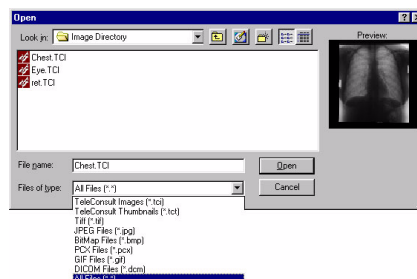 Open
Look in: Image Directory
Preview:
Chest.TCI
Eye.TCI
ret.TCI
File name: Chest.TCI Open
Files of type: All Files (*.*) Cancel
TeleConsult Images (*.tci)
TeleConsult Thumbnails (*.tct)
Tiff (*.tif)
JPEG Files (*.jpg)
BitMap Files (*.bmp)
PCX Files (*.pcx)
GIF Files (*.gif)
DICOM Files (*.dcm)
All Files (*.*)